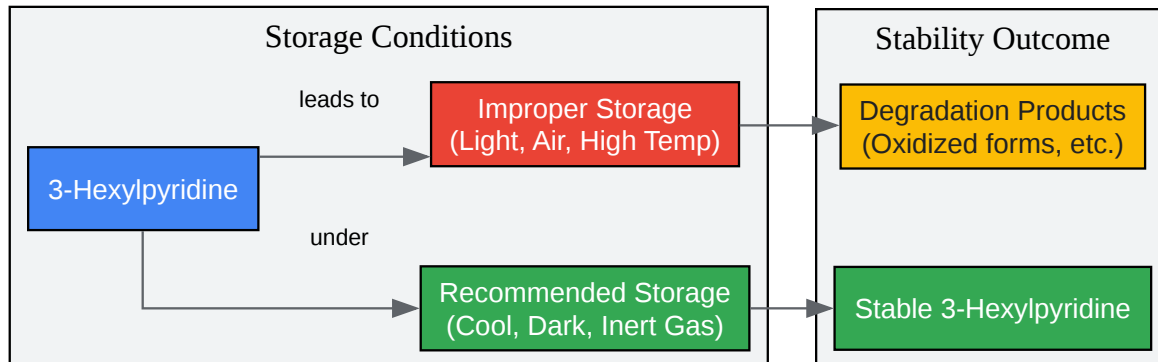 Storage Conditions
Stability Outcome
leads to
Improper Storage
(Light, Air, High Temp)
Degradation Products
(Oxidized forms, etc.)
3-Hexylpyridine
under
Recommended Storage
(Cool, Dark, Inert Gas)
Stable 3-Hexylpyridine